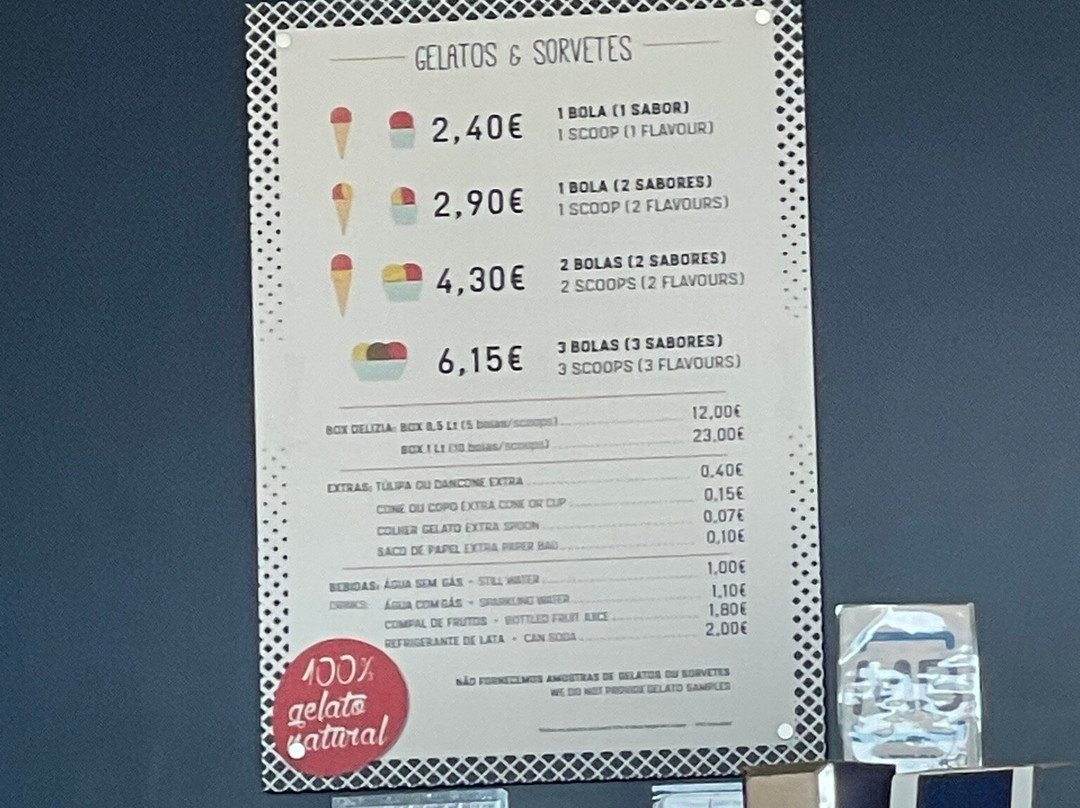 GELATOS & SORVETES
2,40€ 1 BOLA (1 SABOR)
1 SCOOP (1 FLAVOUR)
2,90€ 1 BOLA (2 SABORES)
1 SCOOP (2 FLAVOURS)
4,30€ 2 BOLAS (2 SABORES)
2 SCOOPS (2 FLAVOURS)
6,15€ 3 BOLAS (3 SABORES)
3 SCOOPS (3 FLAVOURS)
BOX DELIZIA: BOX 0,5 Lt (5 bolas/scoops) 12,00€
BOX 1 Lt (10 bolas/scoops) 23,00€
EXTRAS: TÚLIPA OU DANCONE EXTRA 0,40€
CONE OU COPO EXTRA CONE OR CUP 0,15€
COLHER GELATO EXTRA SPOON 0,07€
SACO DE PAPEL EXTRA PAPER BAG 0,10€
BEBIDAS: ÁGUA SEM GÁS - STILL WATER 1,00€
DRINKS: ÁGUA COM GÁS - SPARKLING WATER 1,10€
COMPAL DE FRUTOS - BOTTLED FRUIT JUICE 1,80€
REFRIGERANTE DE LATA - CAN SODA 2,00€
NÃO FORNECEMOS AMOSTRAS DE GELATOS OU SORVETES
WE DO NOT PROVIDE GELATO SAMPLES
100%
gelato
natural